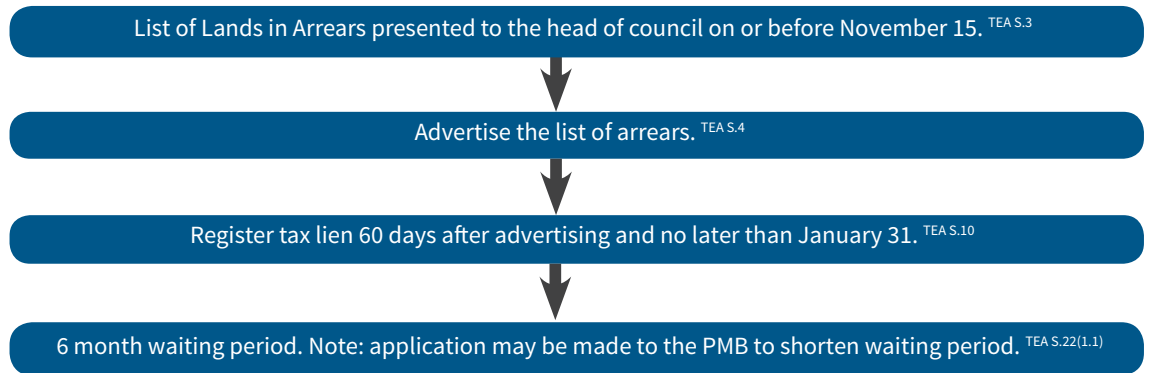 List of Lands in Arrears presented to the head of council on or before November 15. TEA S.3
Advertise the list of arrears. TEA S.4
Register tax lien 60 days after advertising and no later than January 31. TEA S.10
6 month waiting period. Note: application may be made to the PMB to shorten waiting period. TEA S.22(1.1)